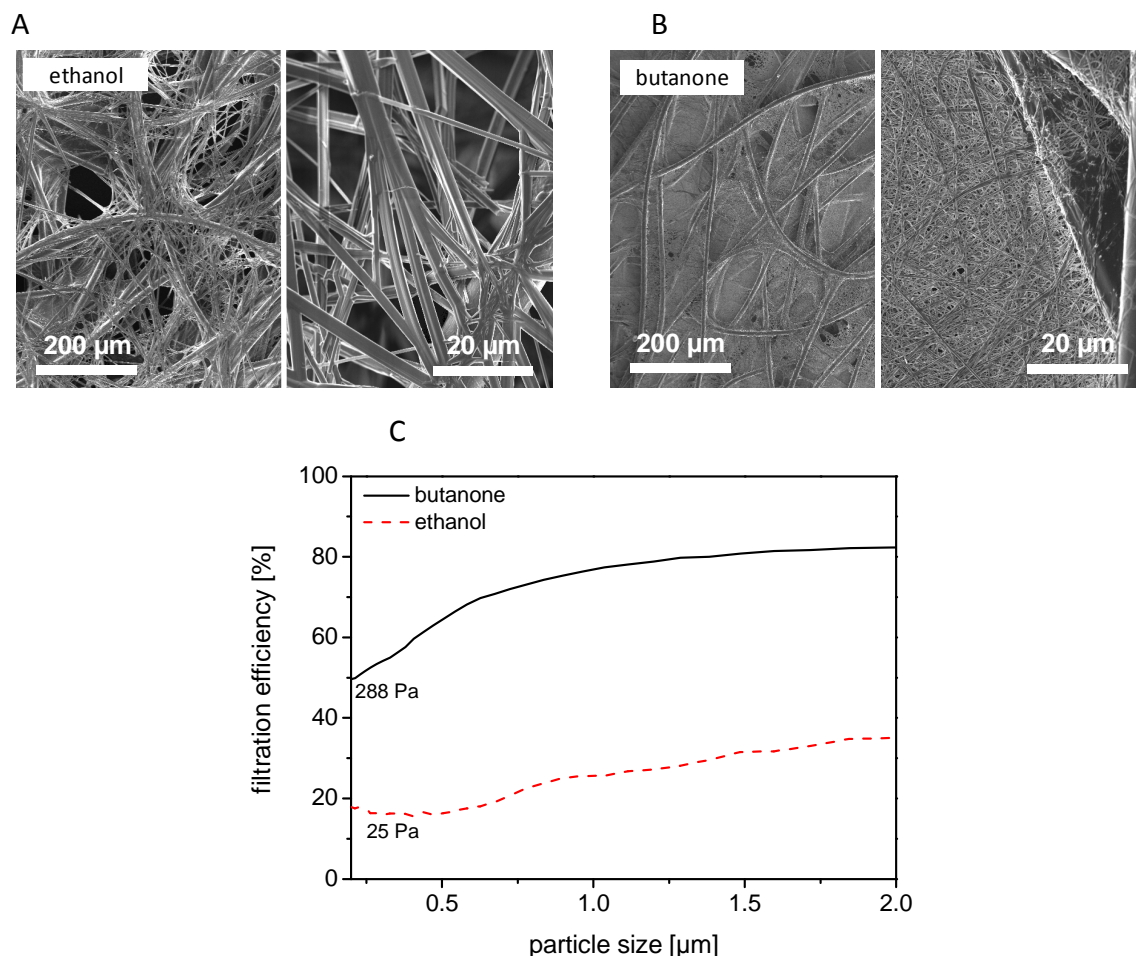 A
B
ethanol
butanone
200 µm
20 µm
200 µm
20 µm
C
filtration efficiency [%]
100
80
60
40
20
0
butanone
ethanol
288 Pa
25 Pa
0.5
1.0
1.5
2.0
particle size [µm]